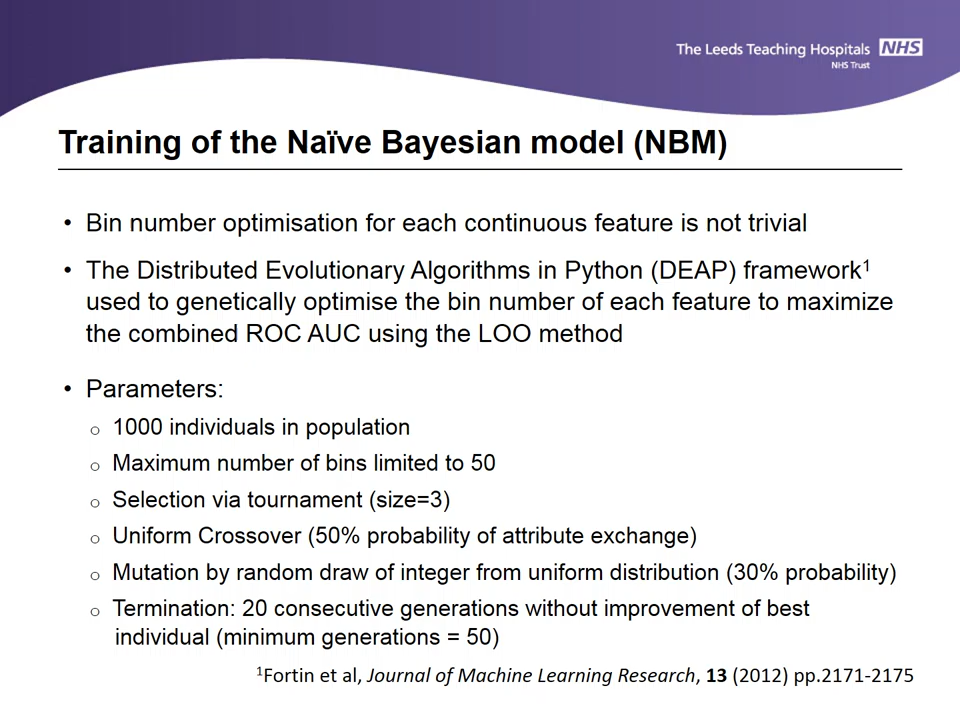 The Leeds Teaching Hospitals NHS
NHS Trust
Training of the Naïve Bayesian model (NBM)
• Bin number optimisation for each continuous feature is not trivial
• The Distributed Evolutionary Algorithms in Python (DEAP) framework¹
used to genetically optimise the bin number of each feature to maximize
the combined ROC AUC using the LOO method
• Parameters:
o 1000 individuals in population
o Maximum number of bins limited to 50
o Selection via tournament (size=3)
o Uniform Crossover (50% probability of attribute exchange)
o Mutation by random draw of integer from uniform distribution (30% probability)
o Termination: 20 consecutive generations without improvement of best
individual (minimum generations = 50)
¹Fortin et al, Journal of Machine Learning Research, 13 (2012) pp.2171-2175